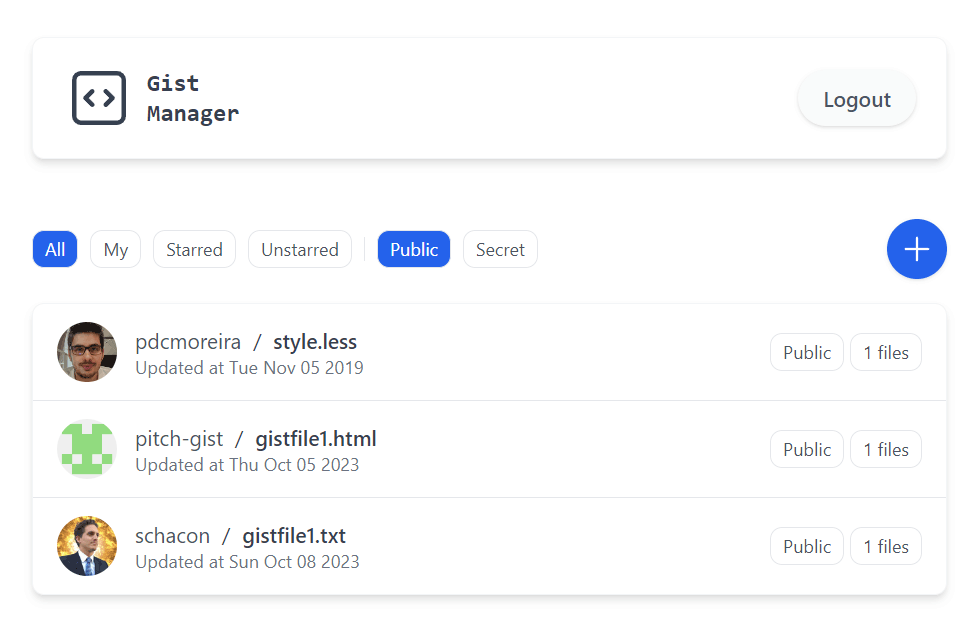 Gist
Manager
Logout
All My Starred Unstarred Public Secret
pdcmoreira / style.less
Updated at Tue Nov 05 2019
Public 1 files
pitch-gist / gistfile1.html
Updated at Thu Oct 05 2023
Public 1 files
schacon / gistfile1.txt
Updated at Sun Oct 08 2023
Public 1 files